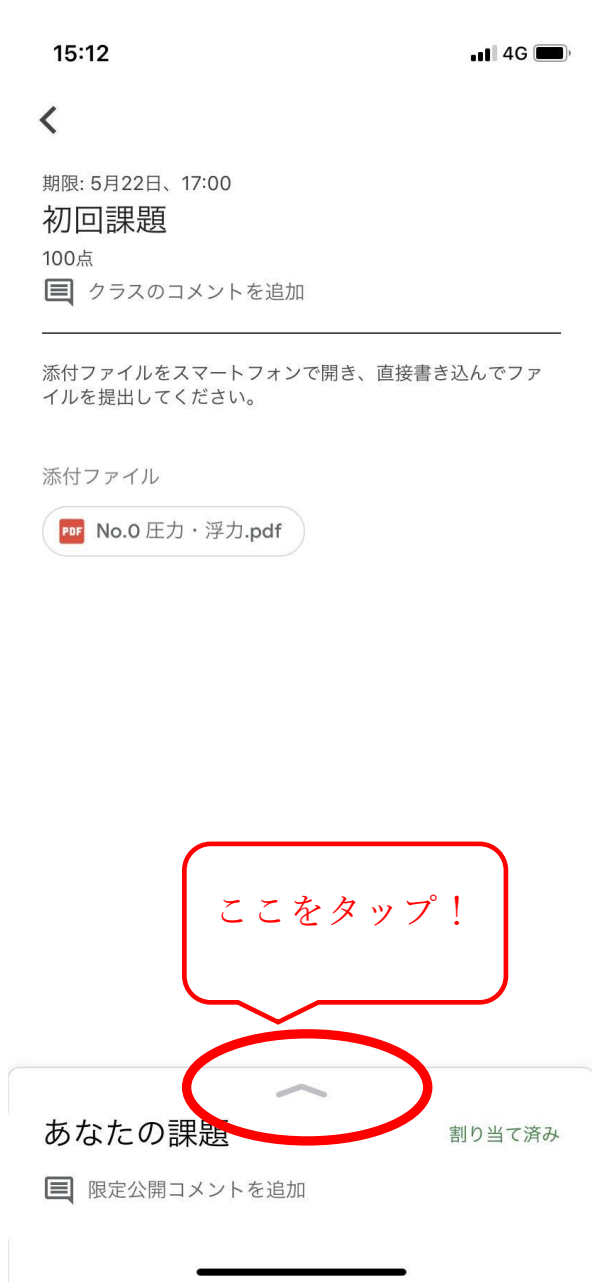 15:12
4G
期限: 5月22日、17:00
初回課題
100点
クラスのコメントを追加
添付ファイルをスマートフォンで開き、直接書き込んでファ
イルを提出してください。
添付ファイル
PDF No.0 圧力・浮力.pdf
ここをタップ！
あなたの課題
割り当て済み
限定公開コメントを追加